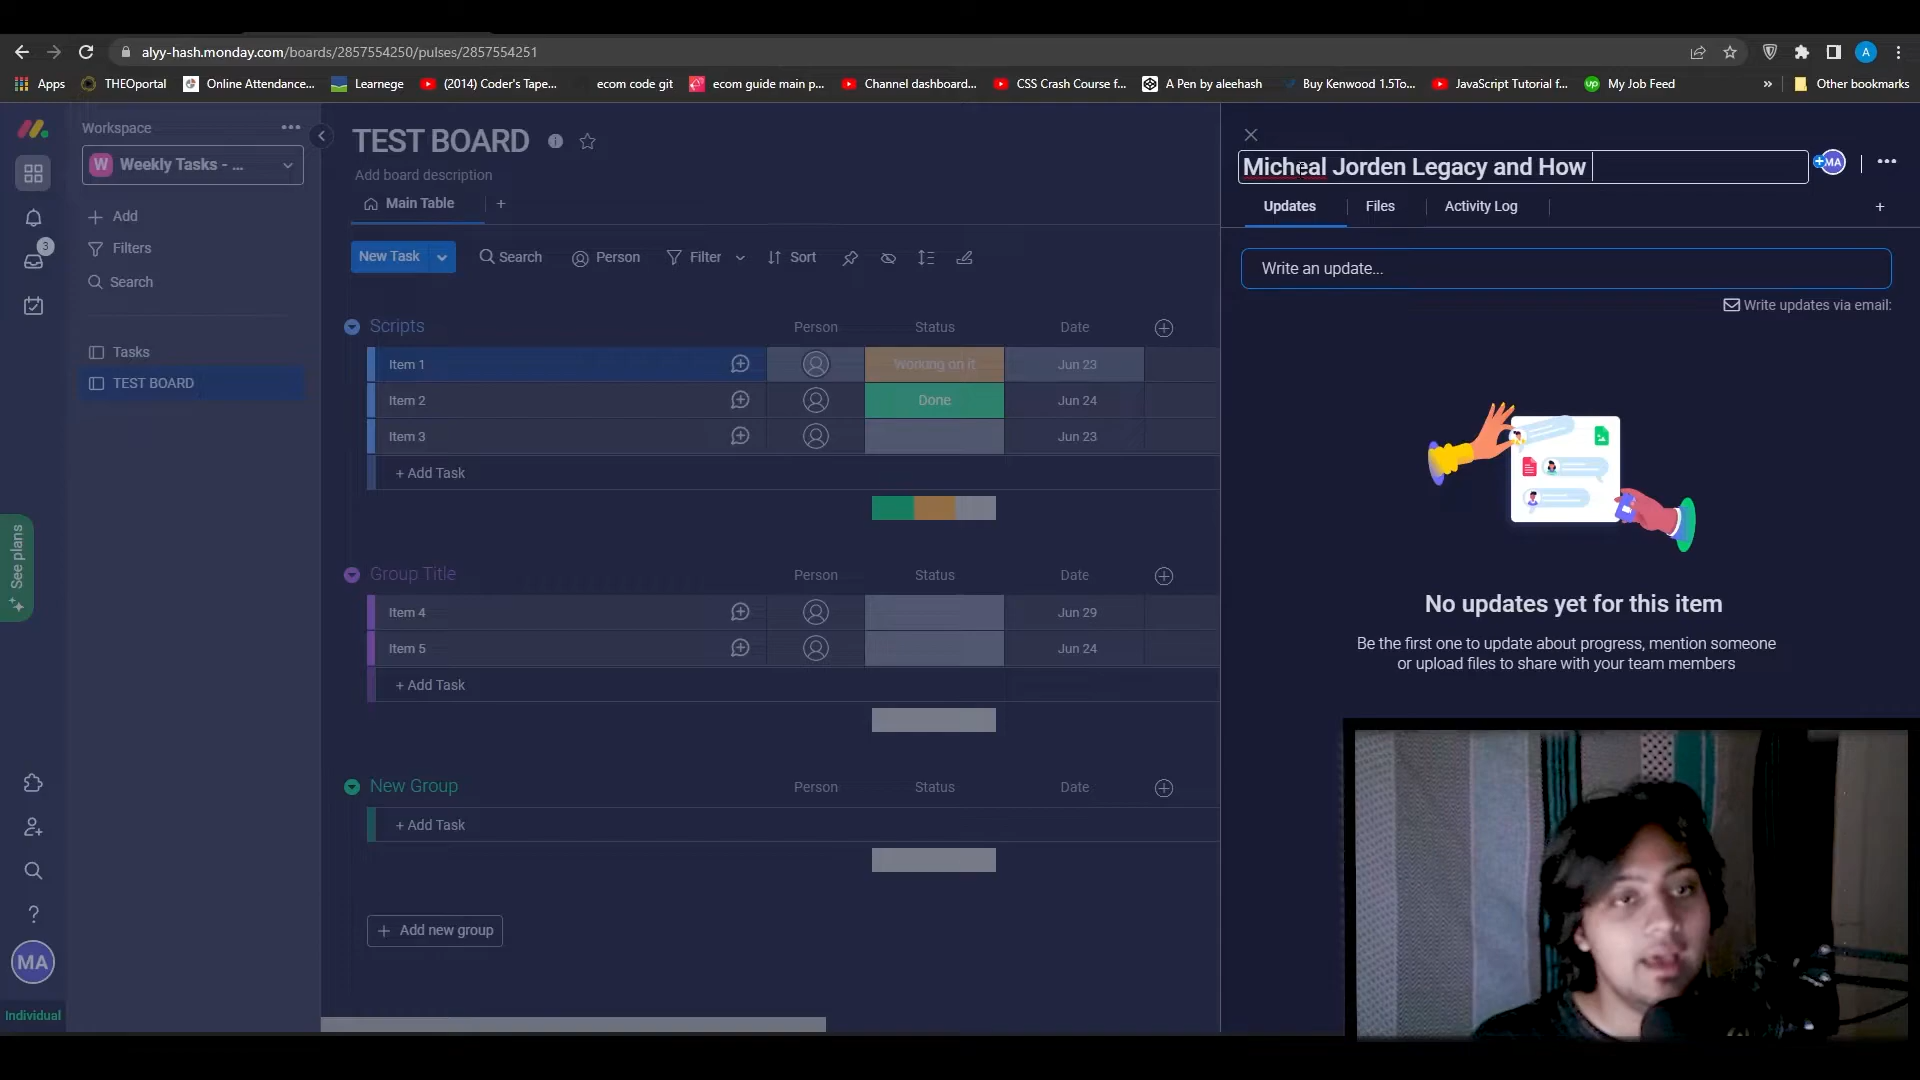 alyy-hash.monday.com/boards/2857554250/pulses/2857554251
A
Apps
THEOportal
Online Attendance...
Learnege
(2014) Coder's Tape...
ecom code git
ecom guide main p...
Channel dashboard...
CSS Crash Course f...
A Pen by aleehash
Buy Kenwood 1.5To...
JavaScript Tutorial f...
up
My Job Feed
»
Other bookmarks
Workspace
W Weekly Tasks - ...
Add
Filters
3
Search
Tasks
TEST BOARD
See plans
MA
Individual
TEST BOARD
Add board description
Main Table
New Task
Search
Person
Filter
Sort
Scripts Person Status Date
Item 1 Working on it Jun 23
Item 2 Done Jun 24
Item 3 Jun 23
+ Add Task
Group Title Person Status Date
Item 4 Jun 29
Item 5 Jun 24
+ Add Task
New Group Person Status Date
+ Add Task
+ Add new group
Micheal Jorden Legacy and How
MA
Updates
Files
Activity Log
+
Write an update...
Write updates via email:
No updates yet for this item
Be the first one to update about progress, mention someone
or upload files to share with your team members